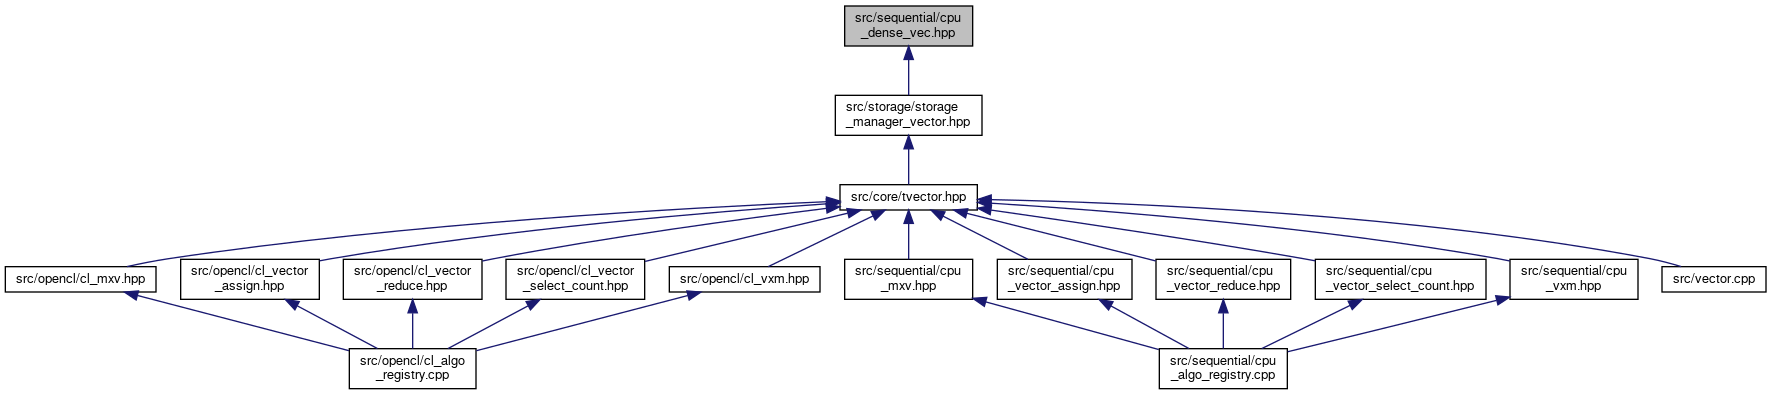 src/sequential/cpu
_dense_vec.hpp
src/storage/storage
_manager_vector.hpp
src/core/tvector.hpp
src/opencl/cl_mxv.hpp
src/opencl/cl_vector
_assign.hpp
src/opencl/cl_vector
_reduce.hpp
src/opencl/cl_vector
_select_count.hpp
src/opencl/cl_vxm.hpp
src/sequential/cpu
_mxv.hpp
src/sequential/cpu
_vector_assign.hpp
src/sequential/cpu
_vector_reduce.hpp
src/sequential/cpu
_vector_select_count.hpp
src/sequential/cpu
_vxm.hpp
src/vector.cpp
src/opencl/cl_algo
_registry.cpp
src/sequential/cpu
_algo_registry.cpp